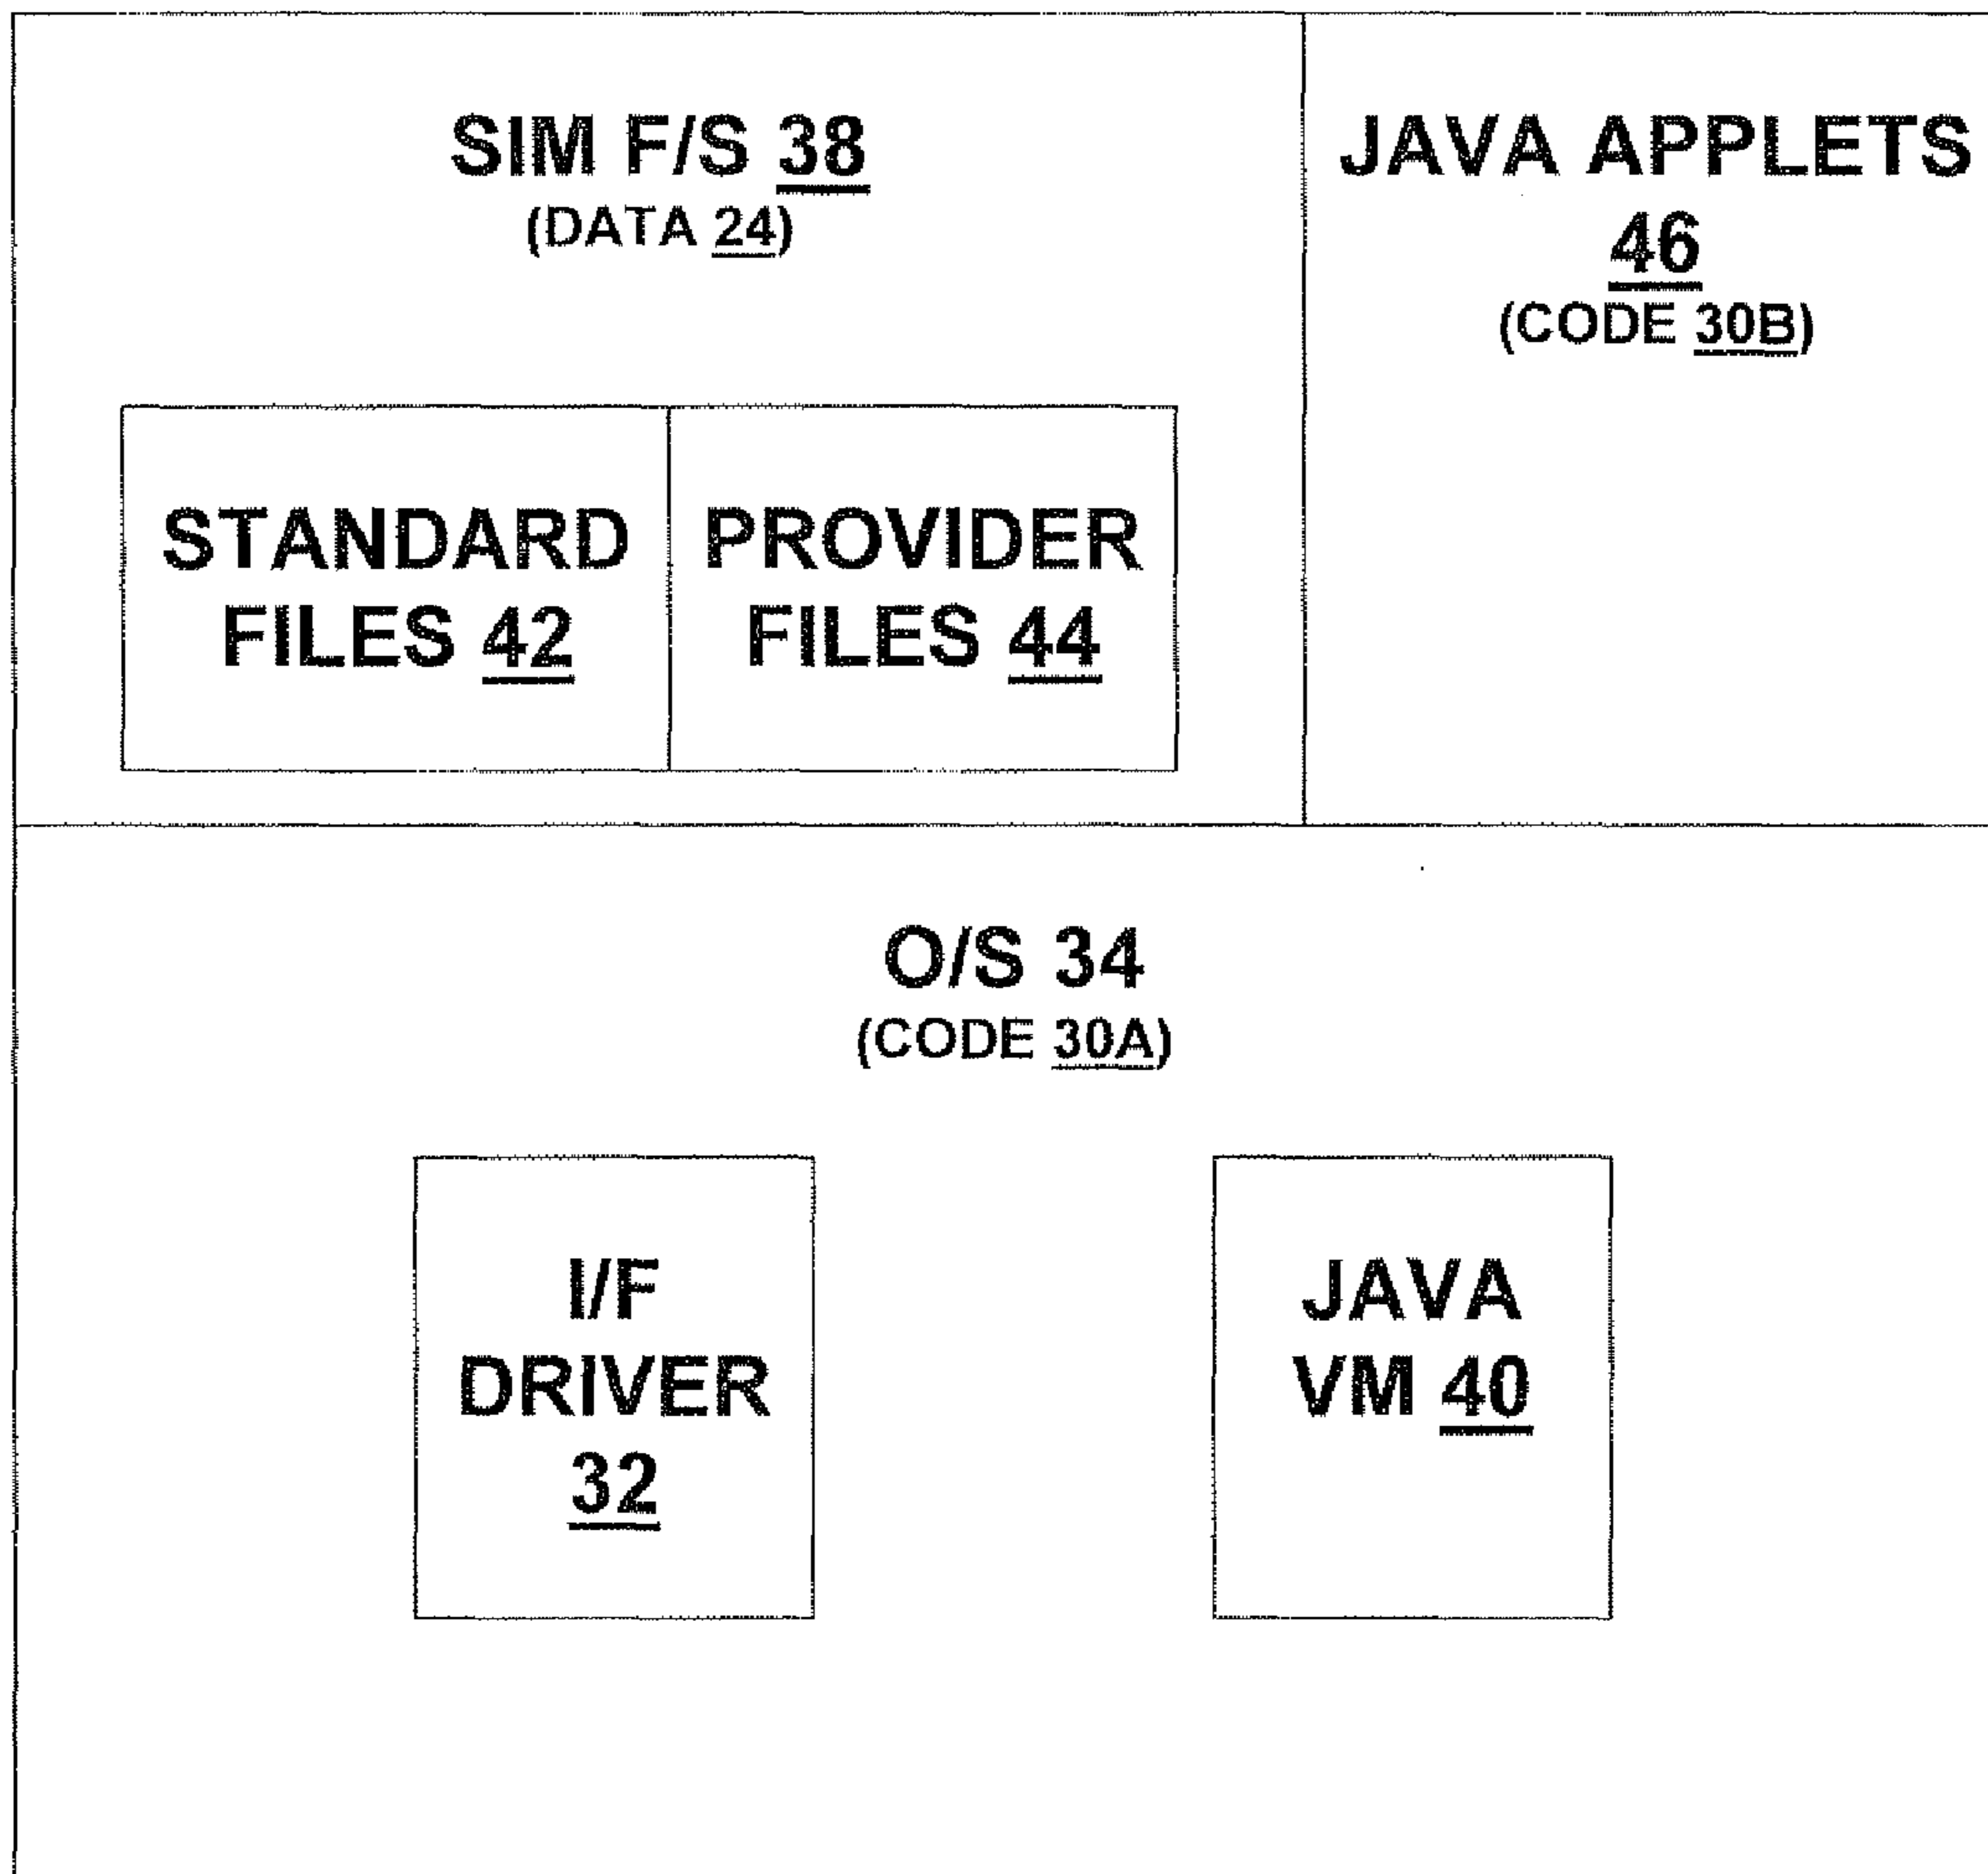 SIM F/S 38
(DATA 24)
JAVA APPLETS
46
(CODE 30B)
STANDARD
FILES 42
PROVIDER
FILES 44
O/S 34
(CODE 30A)
I/F
DRIVER
32
JAVA
VM 40